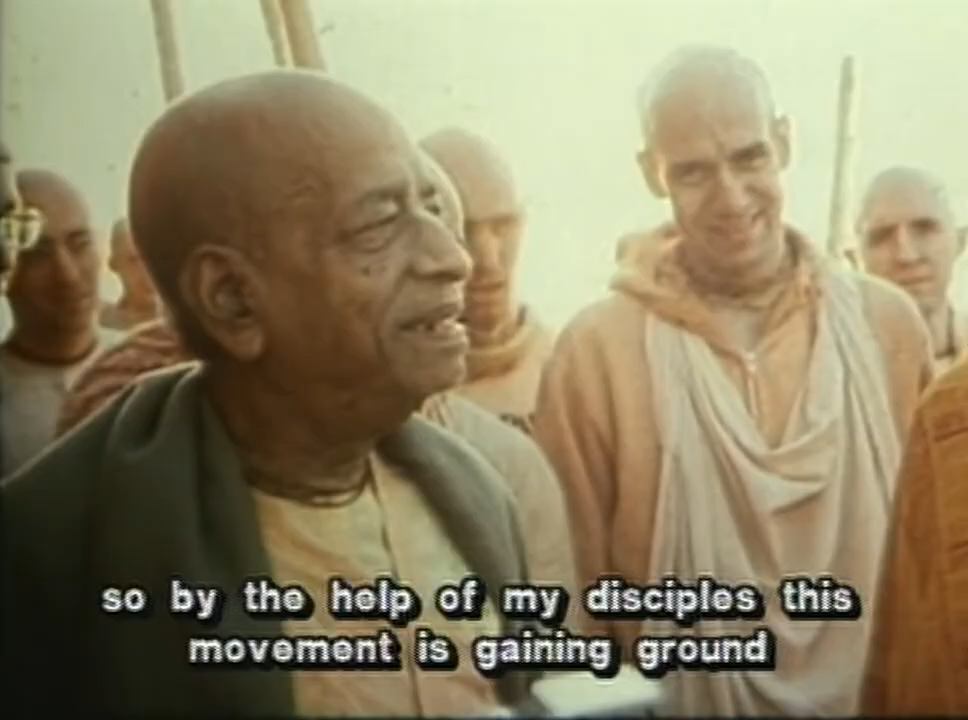 so by the help of my disciples this
movement is gaining ground